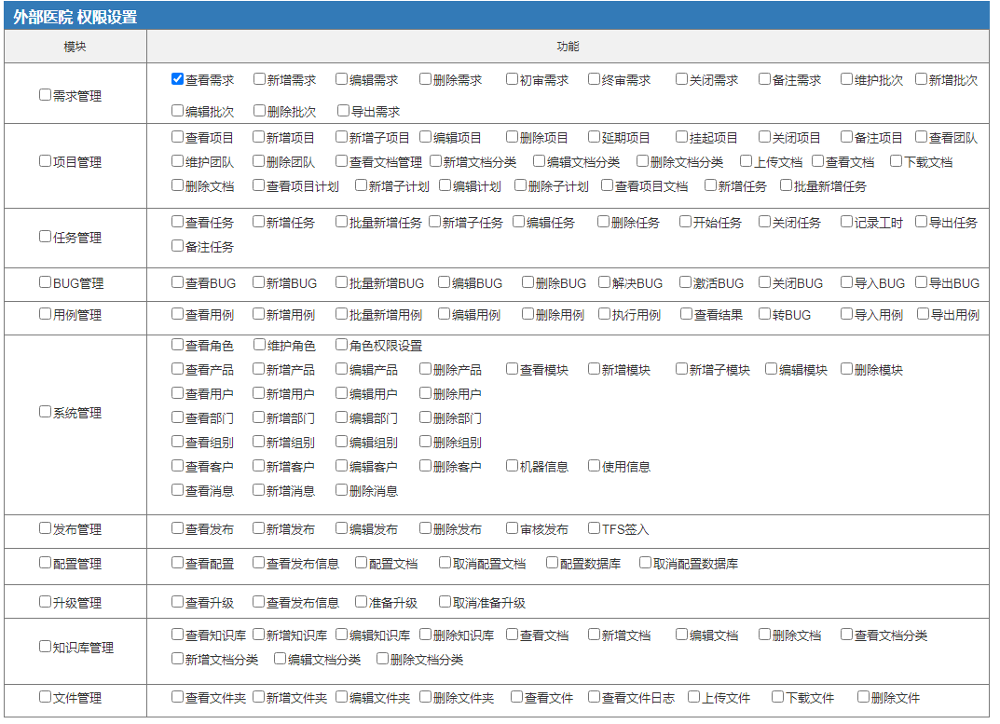 外部医院 权限设置
模块 功能
需求管理
查看需求 新增需求 编辑需求 删除需求 初审需求 终审需求 关闭需求 备注需求 维护批次 新增批次
编辑批次 删除批次 导出需求
项目管理
查看项目 新增项目 新增子项目 编辑项目 删除项目 延期项目 挂起项目 关闭项目 备注项目 查看团队
维护团队 删除团队 查看文档管理 新增文档分类 编辑文档分类 删除文档分类 上传文档 查看文档 下载文档
删除文档 查看项目计划 新增子计划 编辑计划 删除子计划 查看项目文档 新增任务 批量新增任务
任务管理
查看任务 新增任务 批量新增任务 新增子任务 编辑任务 删除任务 开始任务 关闭任务 记录工时 导出任务
备注任务
BUG管理
查看BUG 新增BUG 批量新增BUG 编辑BUG 删除BUG 解决BUG 激活BUG 关闭BUG 导入BUG 导出BUG
用例管理
查看用例 新增用例 批量新增用例 编辑用例 删除用例 执行用例 查看结果 转BUG 导入用例 导出用例
系统管理
查看角色 维护角色 角色权限设置
查看产品 新增产品 编辑产品 删除产品 查看模块 新增模块 新增子模块 编辑模块 删除模块
查看用户 新增用户 编辑用户 删除用户
查看部门 新增部门 编辑部门 删除部门
查看组别 新增组别 编辑组别 删除组别
查看客户 新增客户 编辑客户 删除客户 机器信息 使用信息
查看消息 新增消息 删除消息
发布管理
查看发布 新增发布 编辑发布 删除发布 审核发布 TFS签入
配置管理
查看配置 查看发布信息 配置文档 取消配置文档 配置数据库 取消配置数据库
升级管理
查看升级 查看发布信息 准备升级 取消准备升级
知识库管理
查看知识库 新增知识库 编辑知识库 删除知识库 查看文档 新增文档 编辑文档 删除文档 查看文档分类
新增文档分类 编辑文档分类 删除文档分类
文件管理
查看文件夹 新增文件夹 编辑文件夹 删除文件夹 查看文件 查看文件日志 上传文件 下载文件 删除文件